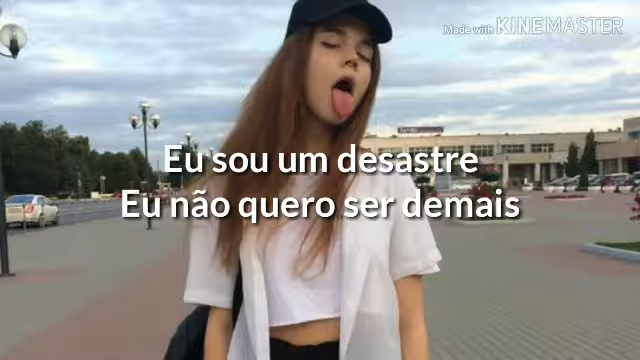 Made with KINEMASTER
Eu sou um desastre
Eu não quero ser demais